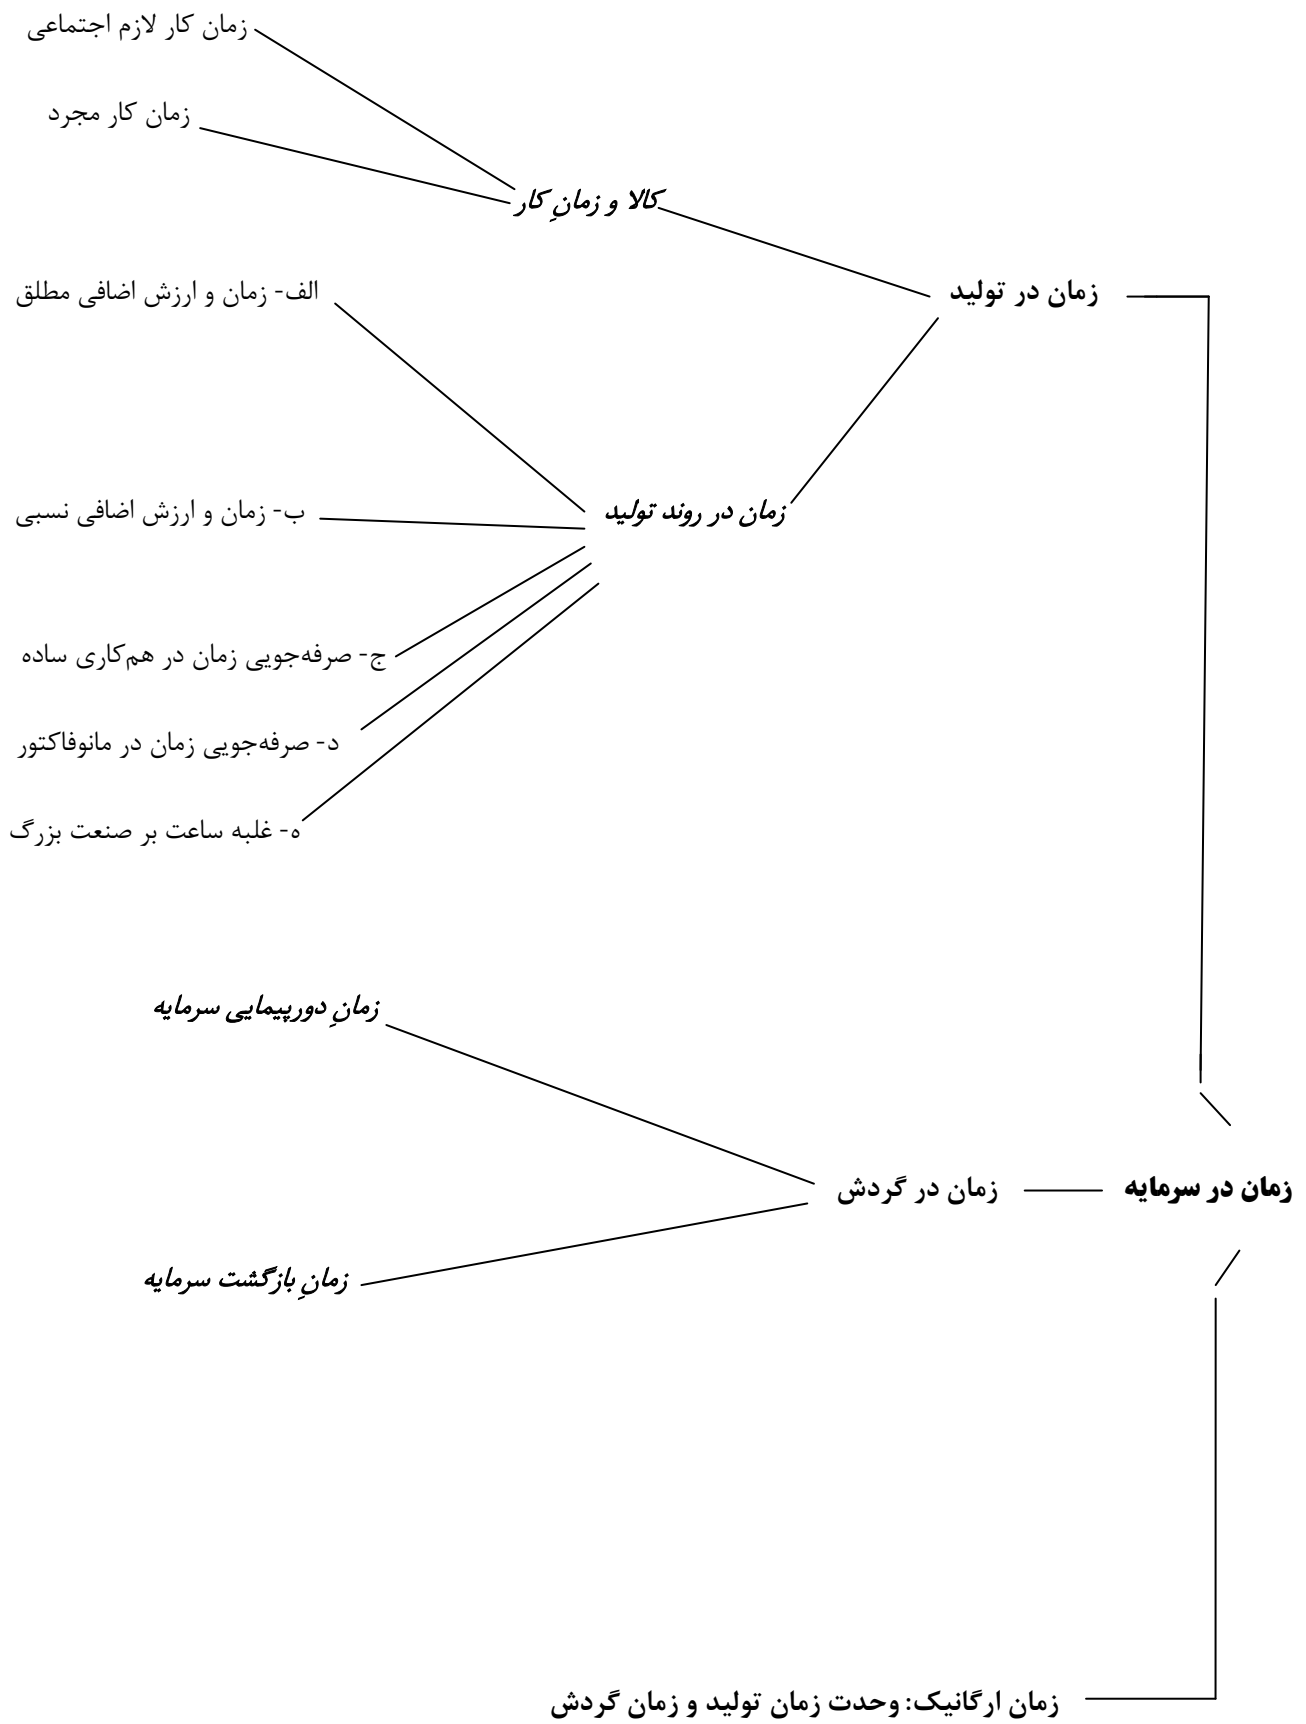 زمان کار لازم اجتماعی
زمان کار مجرد
کالا و زمانِ کار
زمان در تولید
الف- زمان و ارزش اضافی مطلق
زمان در روند تولید
ب- زمان و ارزش اضافی نسبی
ج- صرفه‌جویی زمان در هم‌کاری ساده
د- صرفه‌جویی زمان در مانوفاکتور
ه- غلبه ساعت بر صنعت بزرگ
زمانِ دورپیمایی سرمایه
زمان در سرمایه
زمان در گردش
زمانِ بازگشت سرمایه
زمان ارگانیک: وحدت زمان تولید و زمان گردش